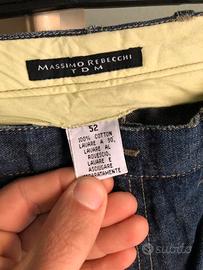 MASSIMO REBECCHI
TDM
52
100% COTTON
LAVARE A 30,
LAVARE AL
ROVESCIO,
LAVARE E
ASCIUGARE
SEPARATAMENTE
subito